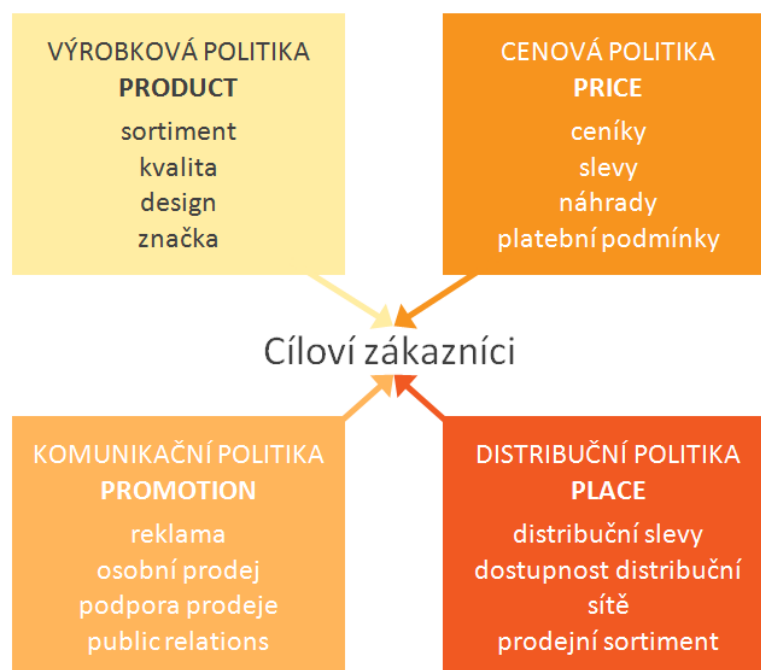 VÝROBKOVÁ POLITIKA
PRODUCT
sortiment
kvalita
design
značka
CENOVÁ POLITIKA
PRICE
ceníky
slevy
náhrady
platební podmínky
Cíloví zákazníci
KOMUNIKAČNÍ POLITIKA
PROMOTION
reklama
osobní prodej
podpora prodeje
public relations
DISTRIBUČNÍ POLITIKA
PLACE
distribuční slevy
dostupnost distribuční
sítě
prodejní sortiment